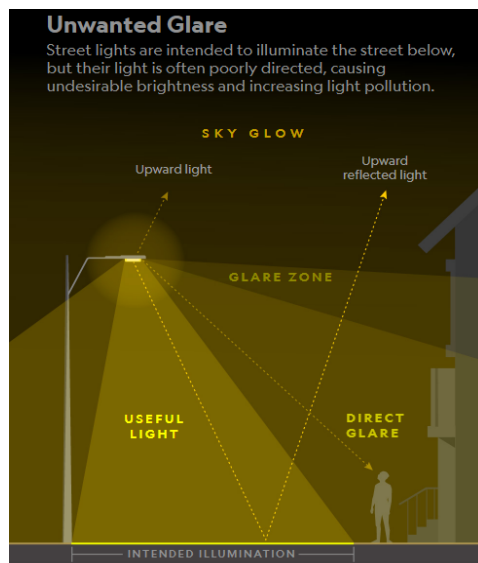 Unwanted Glare
Street lights are intended to illuminate the street below,
but their light is often poorly directed, causing
undesirable brightness and increasing light pollution.
SKY GLOW
Upward light
Upward
reflected light
GLARE ZONE
USEFUL
LIGHT
DIRECT
GLARE
INTENDED ILLUMINATION